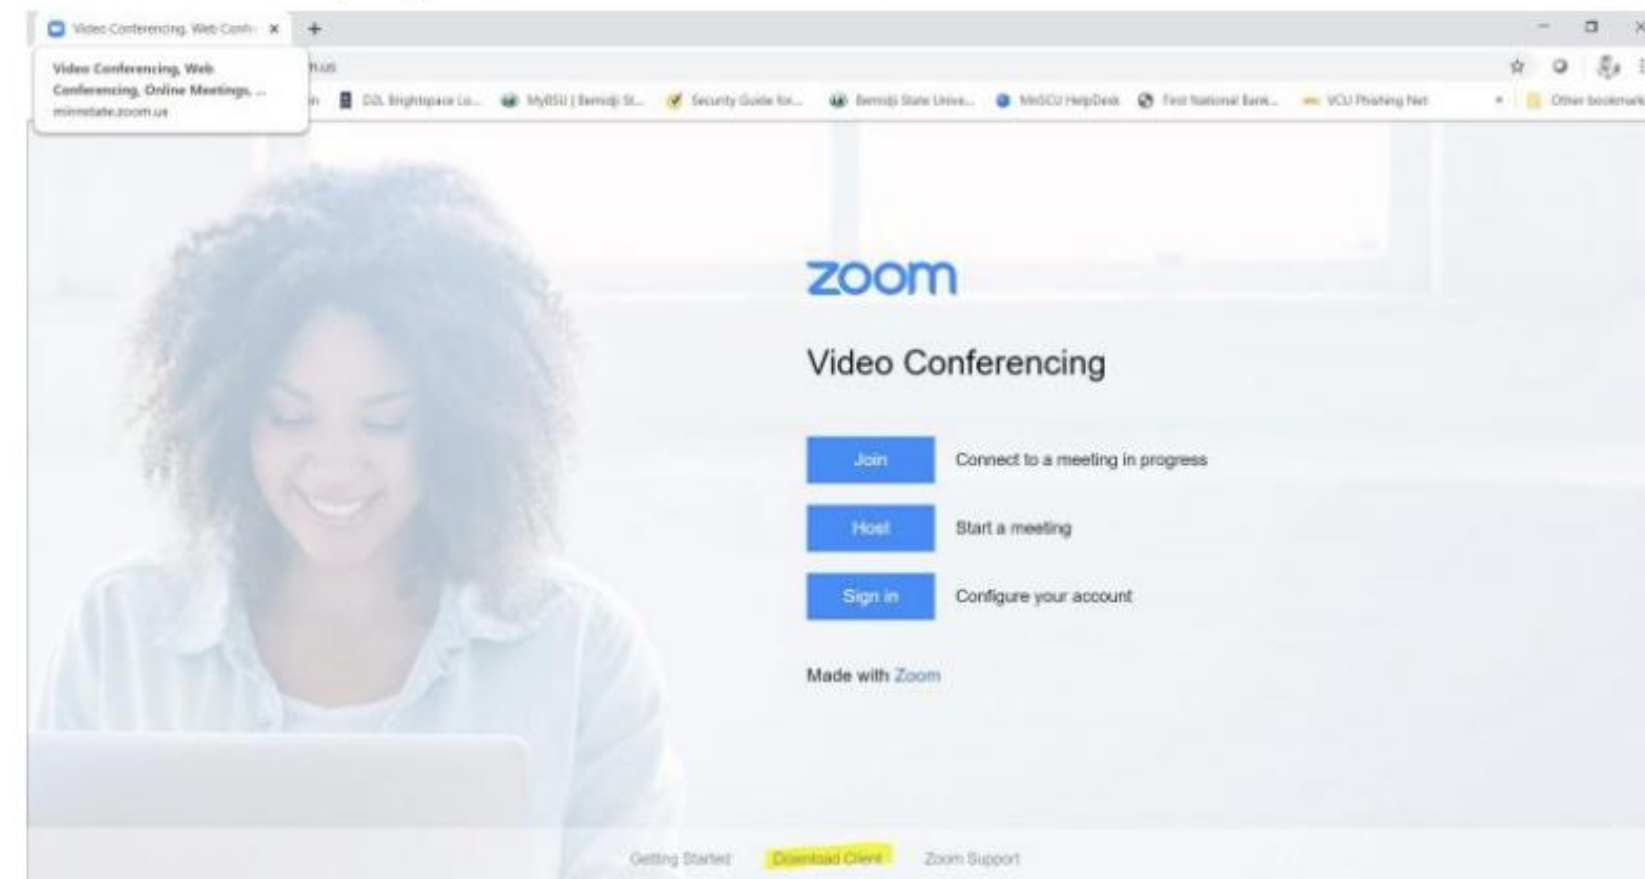 Video Conferencing, Web Confe
Video Conferencing, Web
Conferencing, Online Meetings, ...
minnstate.zoom.us
m.us
n D2L Brightspace Lo... MyBSU | Bemidji St... Security Guide for... Bemidji State Unive... MnSCU HelpDesk First National Bank... VCU Phishing Net » Other bookmarks
zoom
Video Conferencing
Join Connect to a meeting in progress
Host Start a meeting
Sign in Configure your account
Made with Zoom
Getting Started Download Client Zoom Support